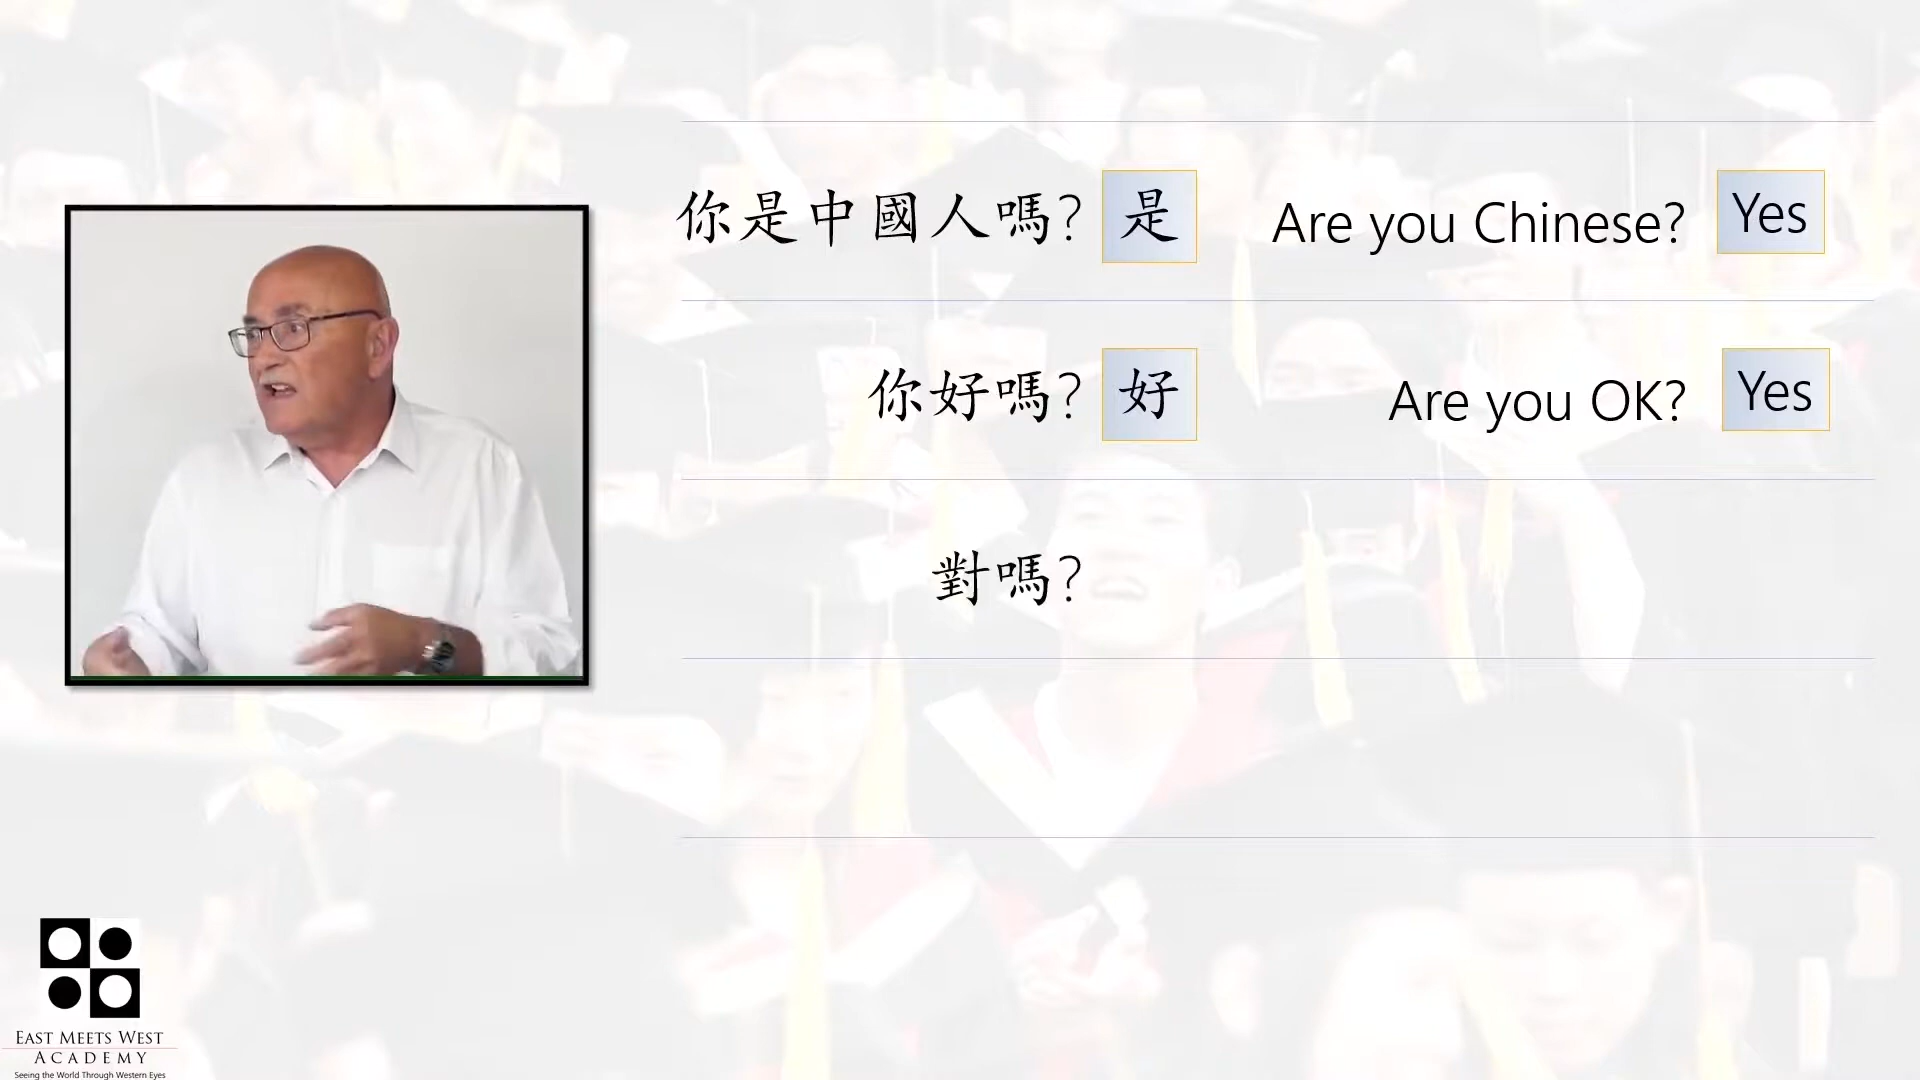 你是中國人嗎? 是 Are you Chinese? Yes
你好嗎? 好 Are you OK? Yes
對嗎?
EAST MEETS WEST
ACADEMY
Seeing the World Through Western Eyes